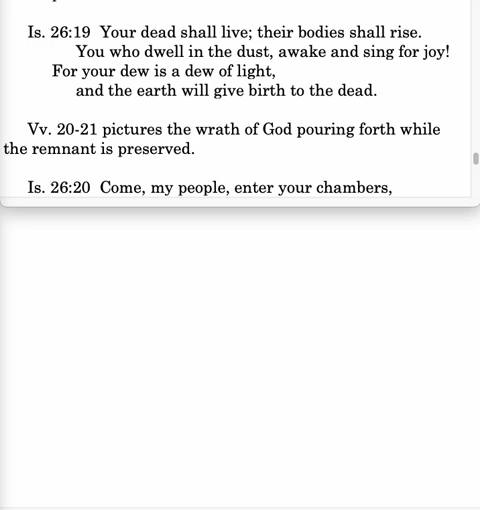 Is. 26:19  Your dead shall live; their bodies shall rise.
You who dwell in the dust, awake and sing for joy!
For your dew is a dew of light,
and the earth will give birth to the dead.
Vv. 20-21 pictures the wrath of God pouring forth while
the remnant is preserved.
Is. 26:20  Come, my people, enter your chambers,